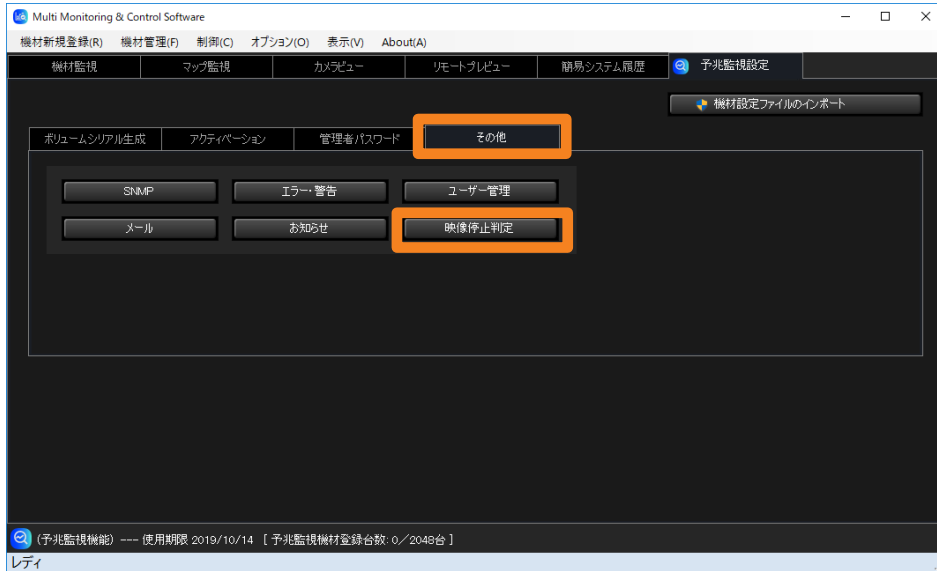 Multi Monitoring & Control Software
機材新規登録(R) 機材管理(F) 制御(C) オプション(O) 表示(V) About(A)
機材監視 マップ監視 カメラビュー リモートプレビュー 簡易システム履歴 予兆監視設定
機材設定ファイルのインポート
ボリュームシリアル生成 アクティベーション 管理者パスワード その他
SNMP エラー・警告 ユーザー管理
メール お知らせ 映像停止判定
(予兆監視機能) --- 使用期限 2019/10/14 [ 予兆監視機材登録台数: 0/2048台 ]
レディ